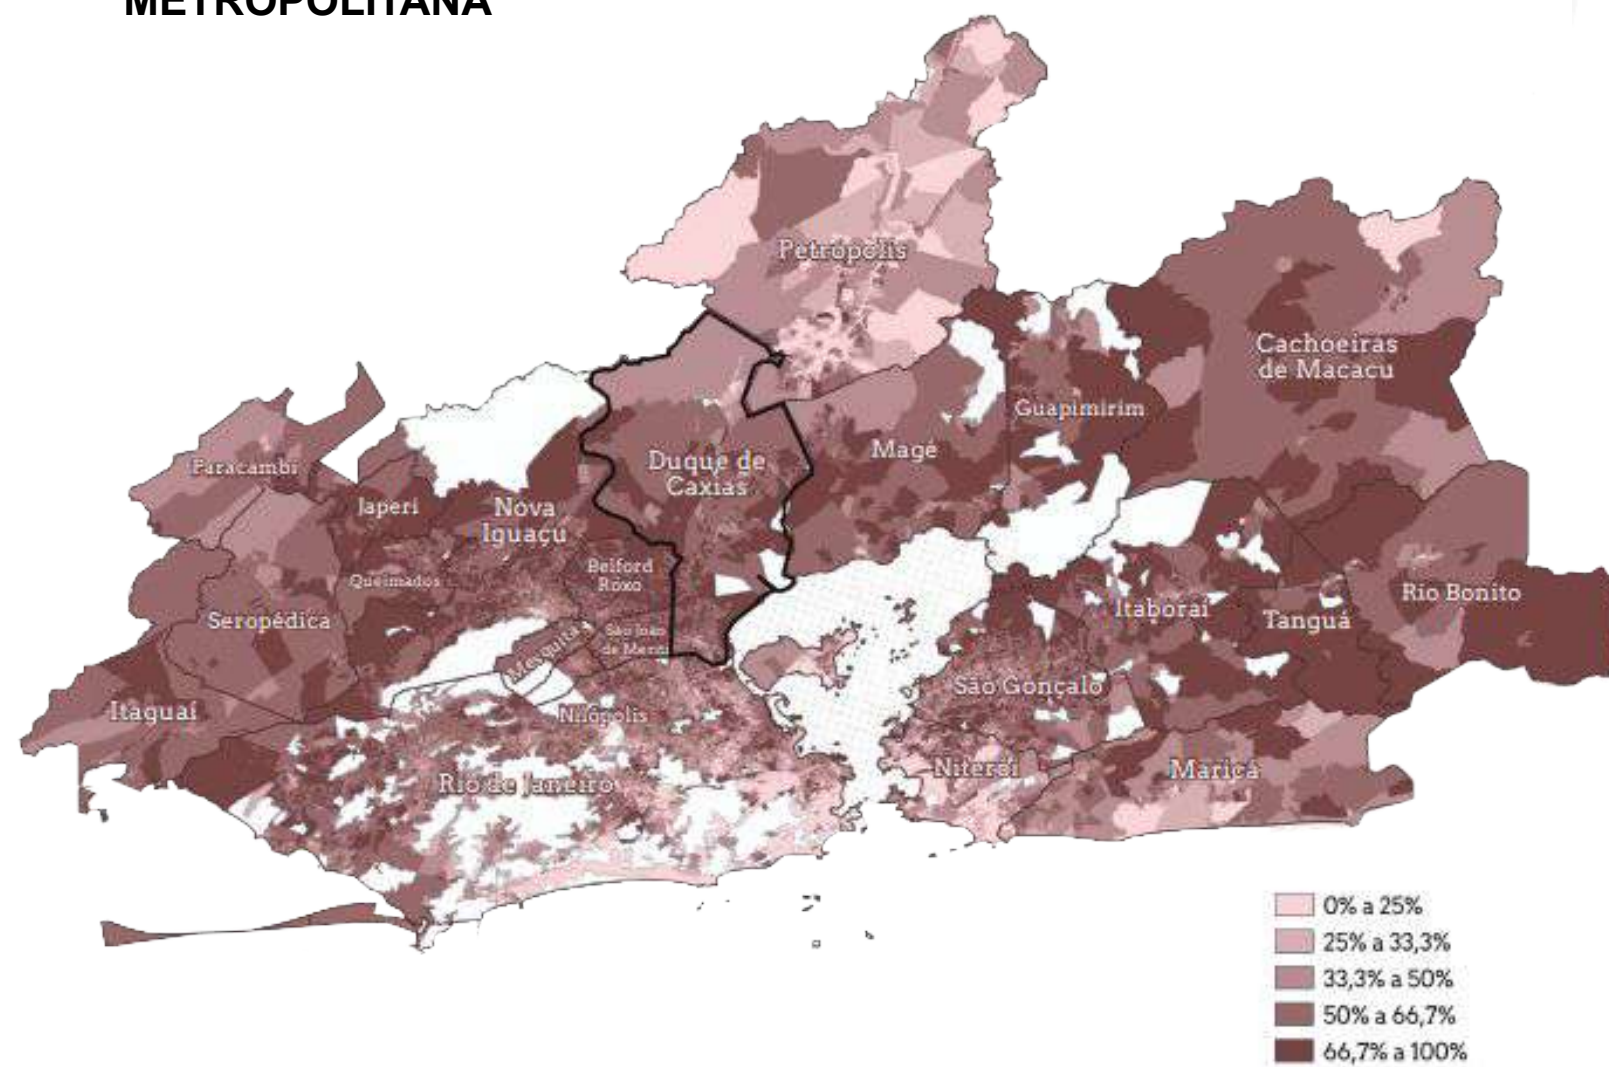 METROPOLITANA
Petrópolis
Cachoeiras
de Macacu
Guapimirim
Magé
Duque de
Caxias
Paracambi
Japeri
Nova
Iguaçu
Belford
Roxo
Queimados
Seropédica
São João
de Meriti
Mesquita
Itaboraí
Tanguá
Rio Bonito
Itaguaí
Nilópolis
São Gonçalo
Rio de Janeiro
Niterói
Maricá
0% a 25%
25% a 33,3%
33,3% a 50%
50% a 66,7%
66,7% a 100%